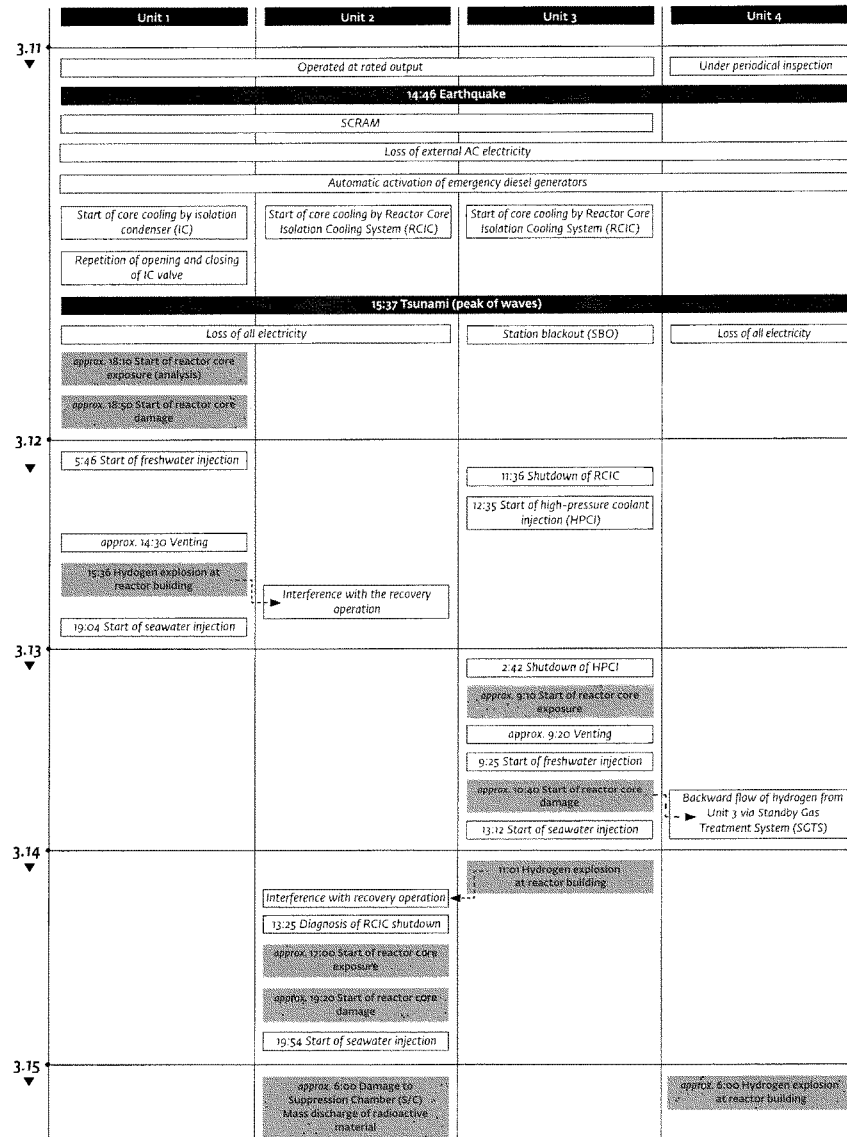 Unit 1
Unit 2
Unit 3
Unit 4
3.11
Operated at rated output
Under periodical inspection
14:46 Earthquake
SCRAM
Loss of external AC electricity
Automatic activation of emergency diesel generators
Start of core cooling by isolation
condenser (IC)
Start of core cooling by Reactor Core
Isolation Cooling System (RCIC)
Start of core cooling by Reactor Core
Isolation Cooling System (RCIC)
Repetition of opening and closing
of IC valve
15:37 Tsunami (peak of waves)
Loss of all electricity
Station blackout (SBO)
Loss of all electricity
approx. 18:10 Start of reactor core
exposure (analysis)
approx. 18:50 Start of reactor core
damage
3.12
5:46 Start of freshwater injection
11:36 Shutdown of RCIC
12:35 Start of high-pressure coolant
injection (HPCI)
approx. 14:30 Venting
15:36 Hydogen explosion at
reactor building
Interference with the recovery
operation
19:04 Start of seawater injection
3.13
2:42 Shutdown of HPCI
approx. 9:10 Start of reactor core
exposure
approx. 9:20 Venting
9:25 Start of freshwater injection
approx. 10:40 Start of reactor core
damage
Backward flow of hydrogen from
Unit 3 via Standby Gas
Treatment System (SGTS)
13:12 Start of seawater injection
3.14
11:01 Hydrogen explosion
at reactor building
Interference with recovery operation
13:25 Diagnosis of RCIC shutdown
approx. 17:00 Start of reactor core
exposure
approx. 19:20 Start of reactor core
damage
19:54 Start of seawater injection
3.15
approx. 6:00 Damage to
Suppression Chamber (S/C)
Mass discharge of radioactive
material
approx. 6:00 Hydrogen explosion
at reactor building